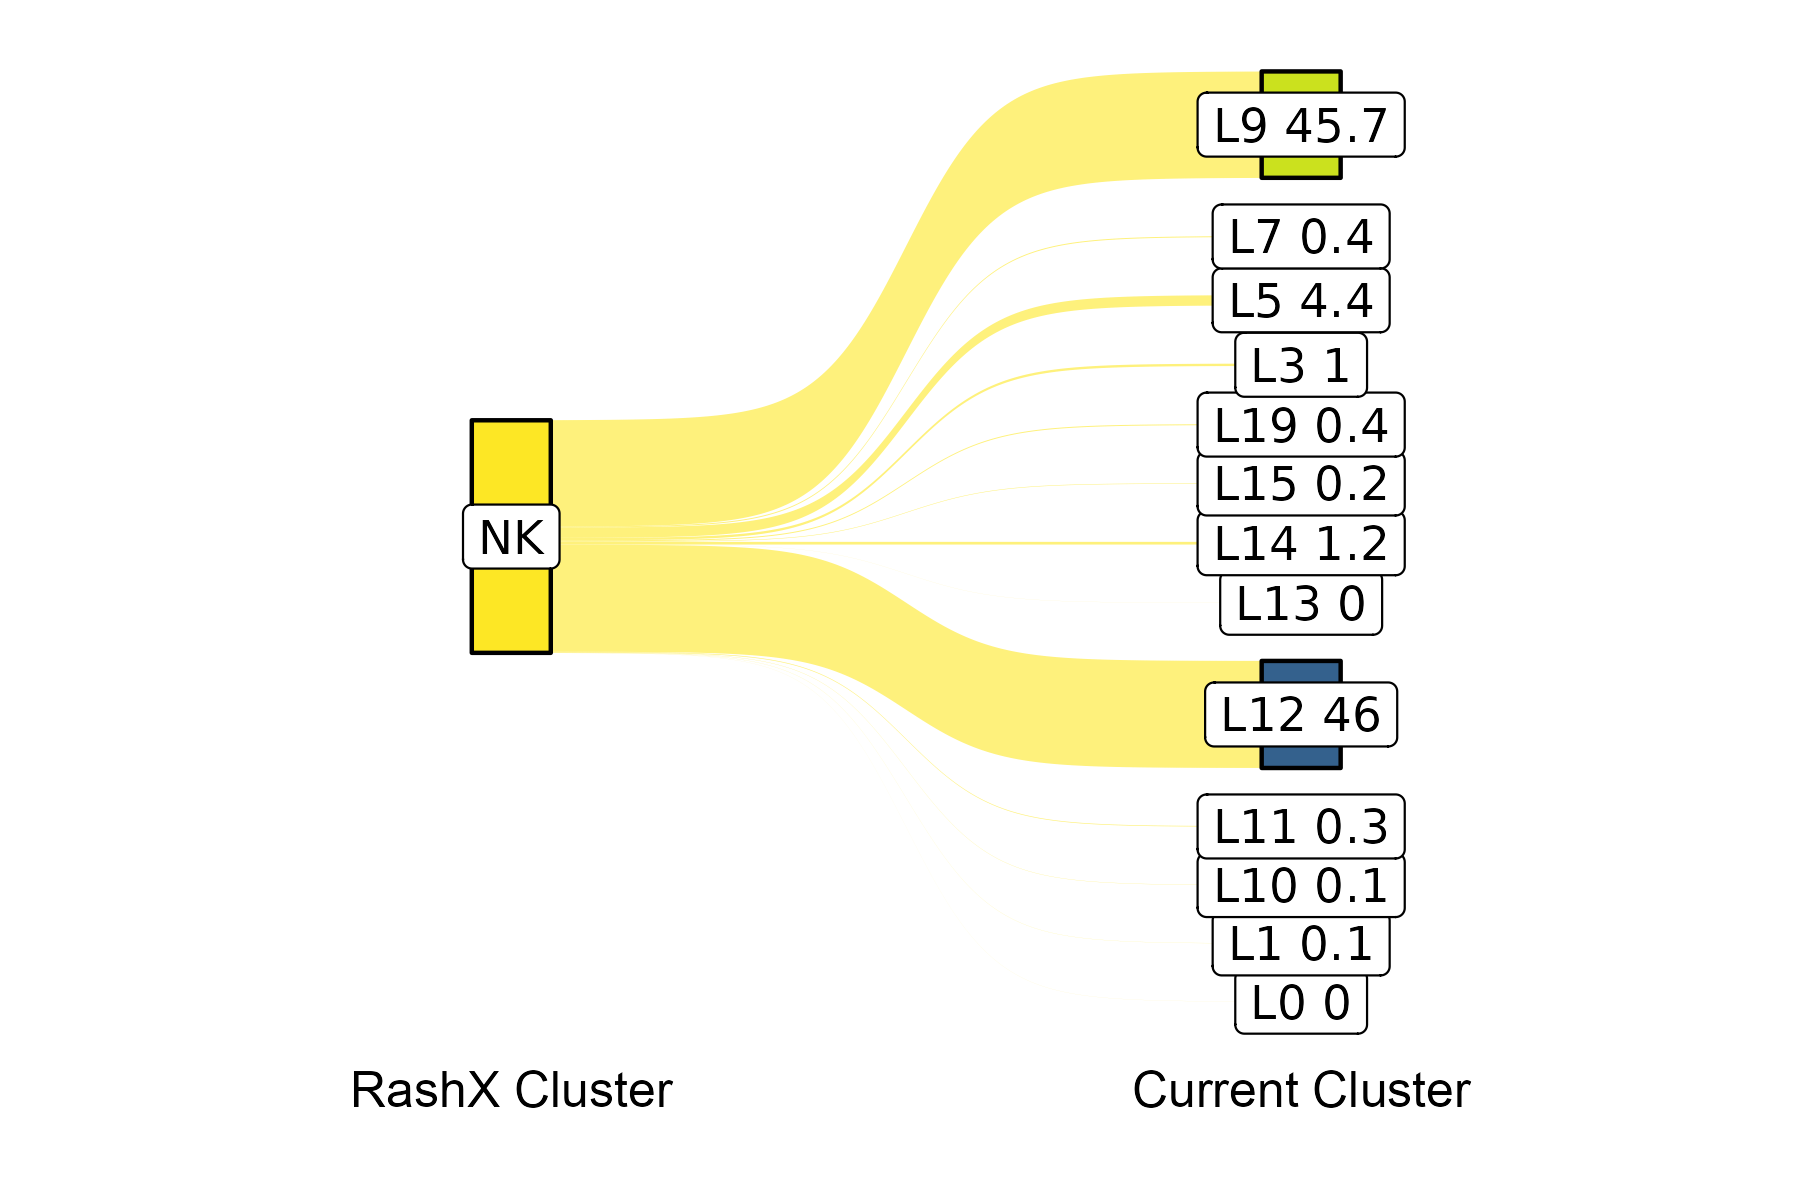 L9 45.7
L7 0.4
L5 4.4
L3 1
L19 0.4
L15 0.2
NK
L14 1.2
L13 0
L12 46
L11 0.3
L10 0.1
L1 0.1
L0 0
RashX Cluster
Current Cluster